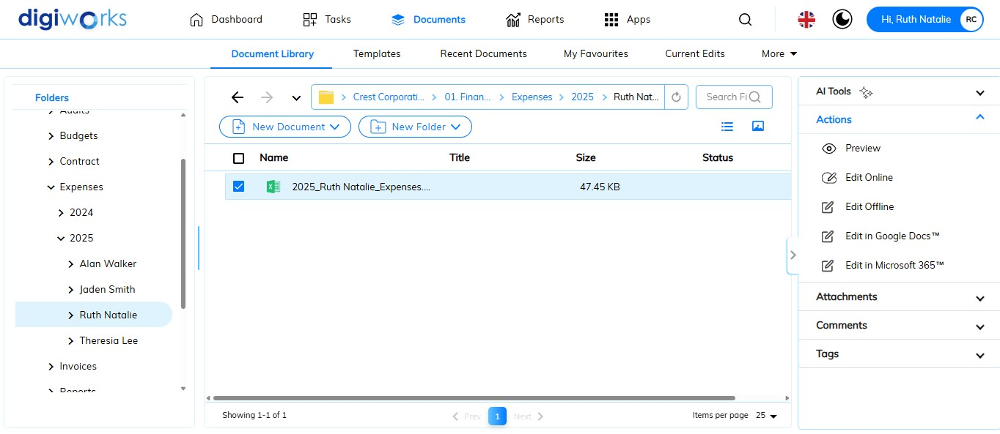 digiworks
Dashboard
Tasks
Documents
Reports
Apps
Hi, Ruth Natalie RC
Document Library
Templates
Recent Documents
My Favourites
Current Edits
More
Folders
Audits
Budgets
Contract
Expenses
2024
2025
Alan Walker
Jaden Smith
Ruth Natalie
Theresia Lee
Invoices
Reports
Crest Corporati... 01. Finan... Expenses 2025 Ruth Nat...
Search Fi
New Document
New Folder
Name Title Size Status
2025_Ruth Natalie_Expenses.... 47.45 KB
Showing 1-1 of 1
Prev 1 Next
Items per page 25
AI Tools
Actions
Preview
Edit Online
Edit Offline
Edit in Google Docs™
Edit in Microsoft 365™
Attachments
Comments
Tags